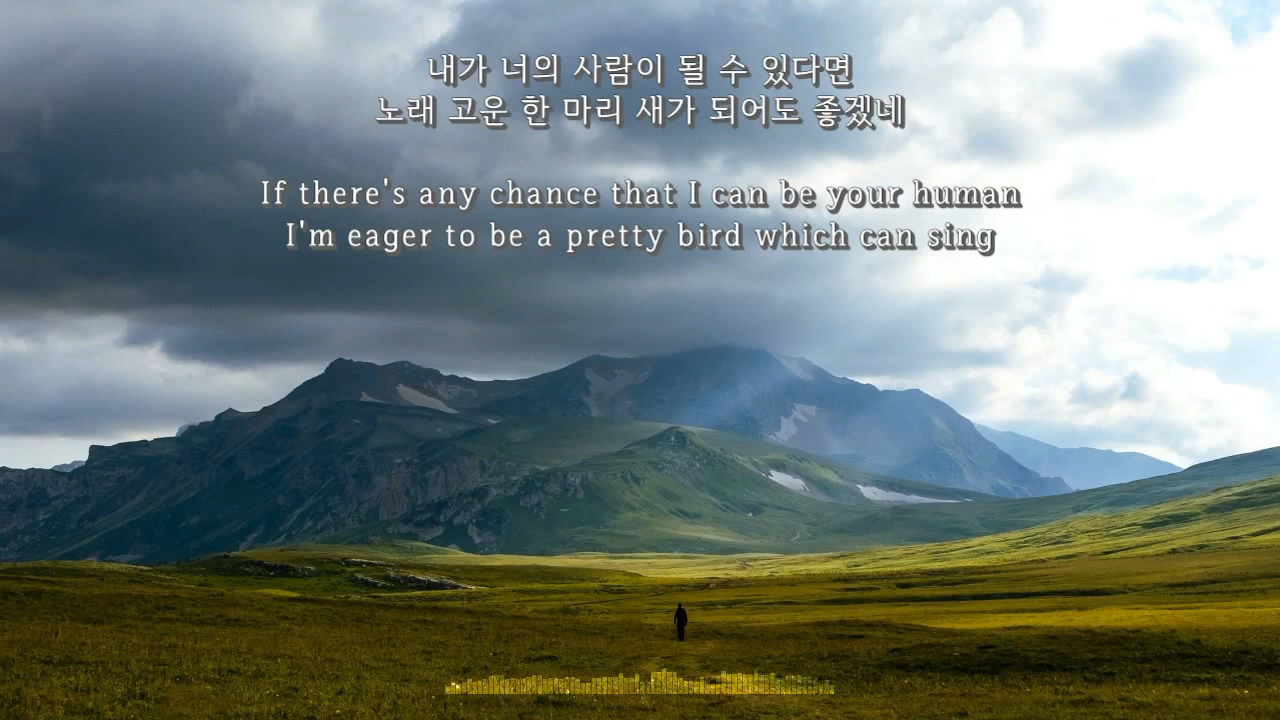 내가 너의 사람이 될 수 있다면
노래 고운 한 마리 새가 되어도 좋겠네
If there's any chance that I can be your human
I'm eager to be a pretty bird which can sing